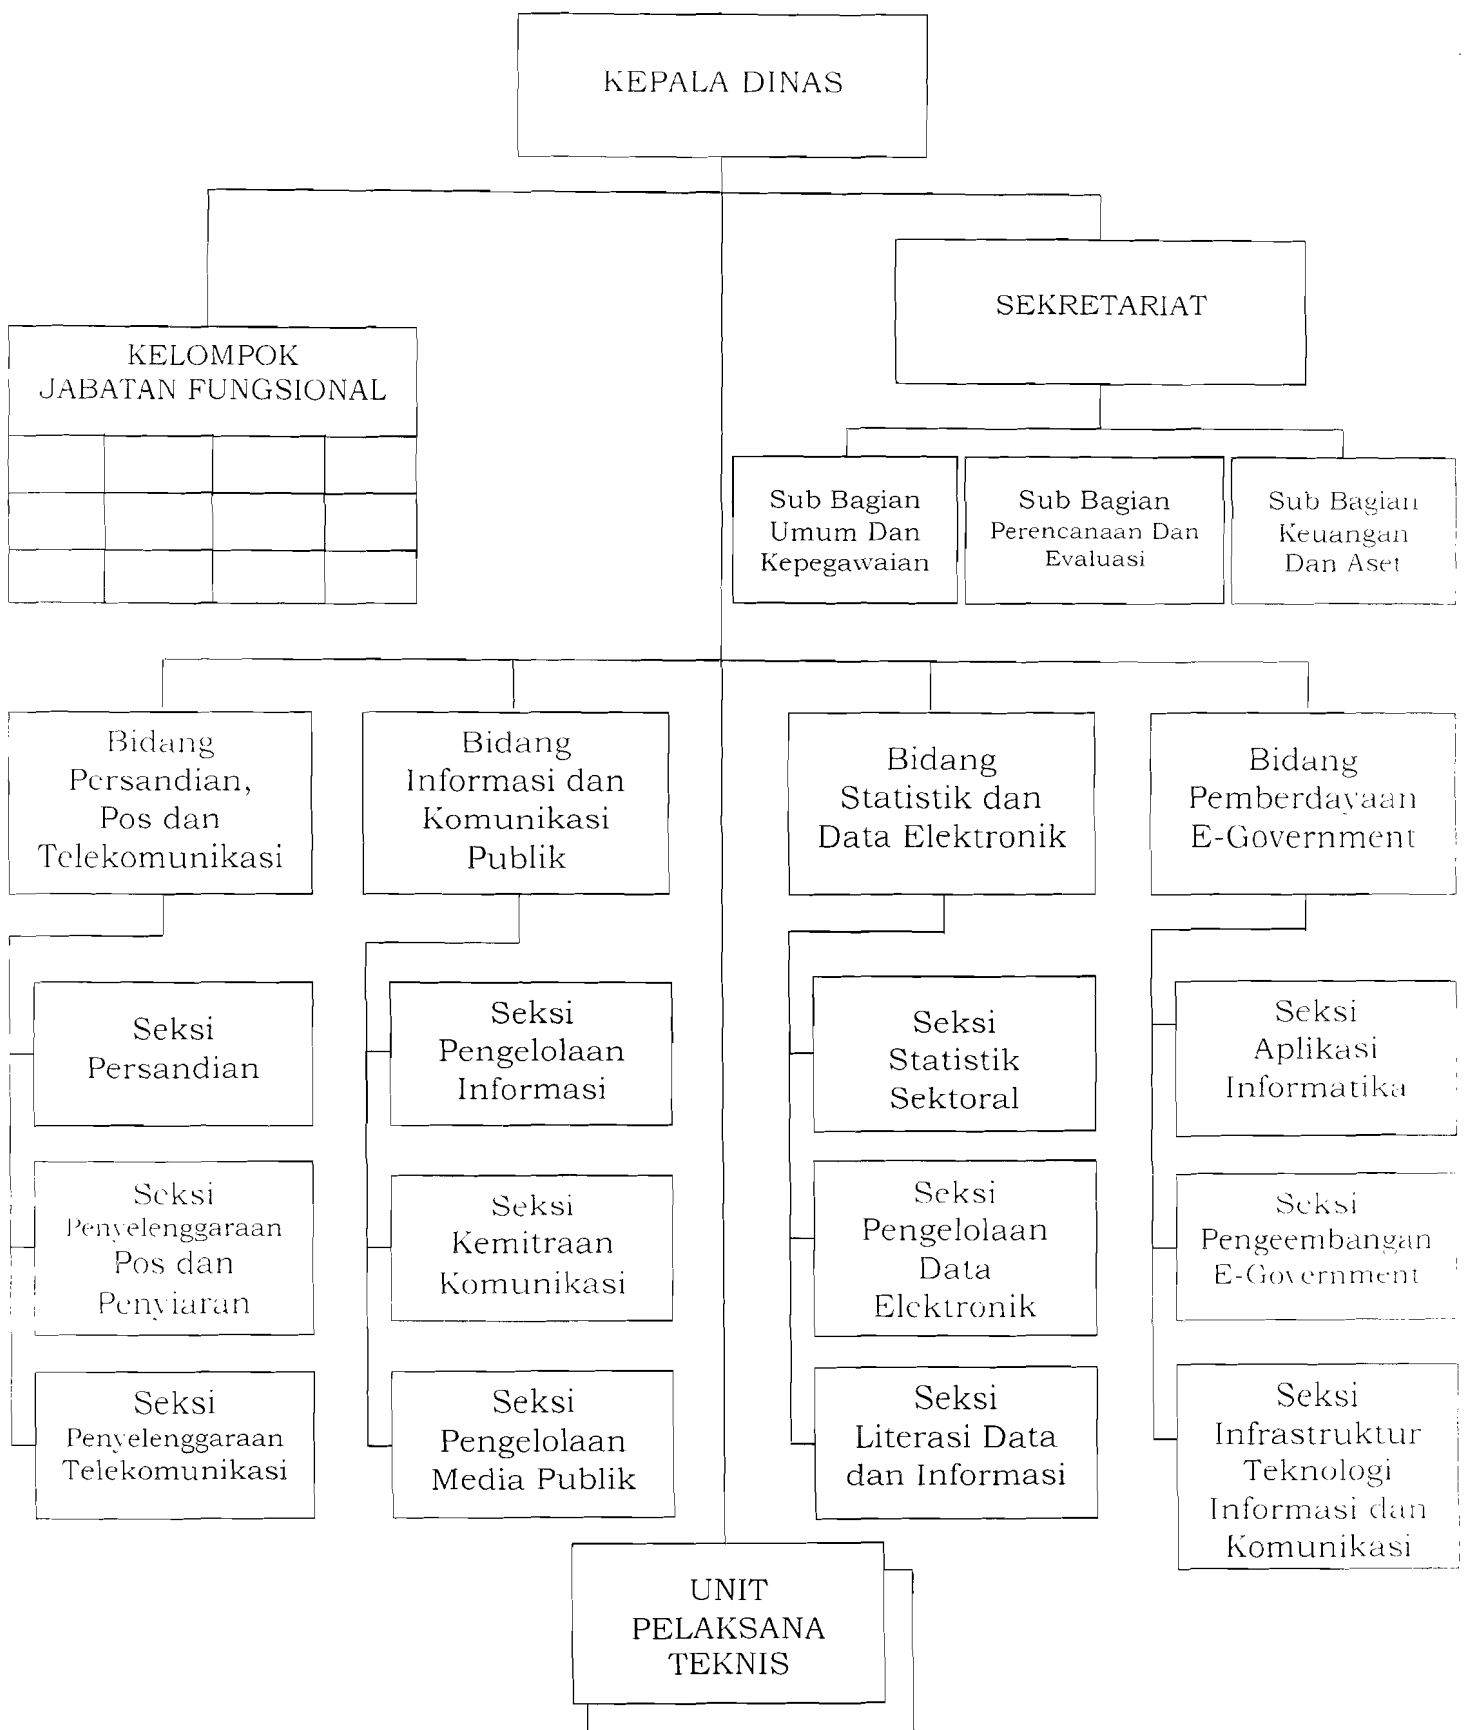 KEPALA DINAS
SEKRETARIAT
KELOMPOK
JABATAN FUNGSIONAL
Sub Bagian
Umum Dan
Kepegawaian
Sub Bagian
Perencanaan Dan
Evaluasi
Sub Bagian
Keuangan
Dan Aset
Bidang
Persandian,
Pos dan
Telekomunikasi
Bidang
Informasi dan
Komunikasi
Publik
Bidang
Statistik dan
Data Elektronik
Bidang
Pemberdayaan
E-Government
Seksi
Persandian
Seksi
Penyelenggaraan
Pos dan
Penyiaran
Seksi
Penyelenggaraan
Telekomunikasi
Seksi
Pengelolaan
Informasi
Seksi
Kemitraan
Komunikasi
Seksi
Pengelolaan
Media Publik
Seksi
Statistik
Sektoral
Seksi
Pengelolaan
Data
Elektronik
Seksi
Literasi Data
dan Informasi
Seksi
Aplikasi
Informatika
Seksi
Pengeembangan
E-Government
Seksi
Infrastruktur
Teknologi
Informasi dan
Komunikasi
UNIT
PELAKSANA
TEKNIS